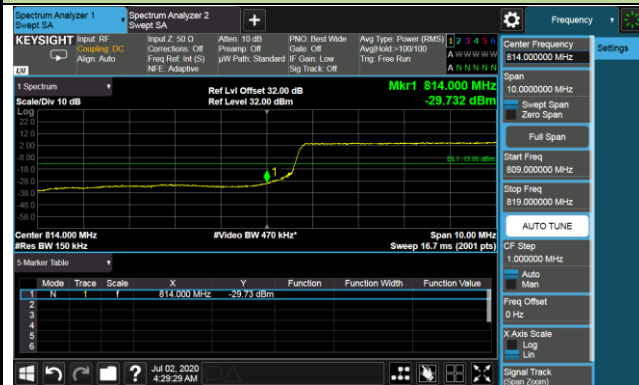 Spectrum Analyzer 1
Swept SA
Spectrum Analyzer 2
Swept SA
+
Frequency
KEYSIGHT
Input: RF
Coupling: DC
Align: Auto
Input Z: 50 Ω
Corrections: Off
Freq Ref: Int (S)
NFE: Adaptive
Atten: 10 dB
Preamp: Off
µW Path: Standard
PNO: Best Wide
Gate: Off
IF Gain: Low
Sig Track: Off
Avg Type: Power (RMS)
Avg|Hold:>100/100
Trig: Free Run
1 2 3 4 5 6
A W W W W W
A N N N N N
LXI
1 Spectrum
Scale/Div 10 dB
Ref Lvl Offset 32.00 dB
Ref Level 32.00 dBm
Mkr1 814.000 MHz
-29.732 dBm
Log
22.0
12.0
2.00
-8.00
-18.0
-28.0
-38.0
-48.0
-58.0
DL1 -13.00 dBm
1
Center 814.000 MHz
#Res BW 150 kHz
#Video BW 470 kHz*
Span 10.00 MHz
Sweep 16.7 ms (2001 pts)
5 Marker Table
Mode Trace Scale X Y Function Function Width Function Value
1 N 1 f 814.000 MHz -29.73 dBm
2
3
4
5
6
Jul 02, 2020
4:29:29 AM
Settings
Center Frequency
814.000000 MHz
Span
10.0000000 MHz
Swept Span
Zero Span
Full Span
Start Freq
809.000000 MHz
Stop Freq
819.000000 MHz
AUTO TUNE
CF Step
1.000000 MHz
Auto
Man
Freq Offset
0 Hz
X Axis Scale
Log
Lin
Signal Track
(Span Zoom)